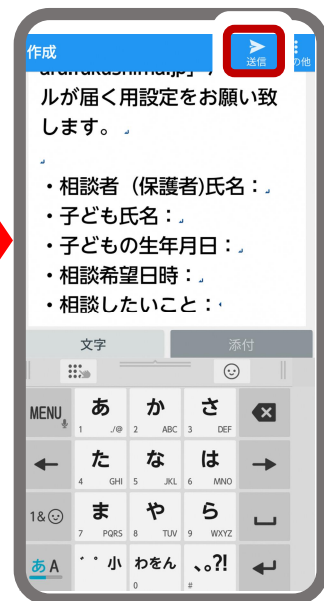 作成
送信
の他
ルが届く用設定をお願い致
します。
・相談者（保護者)氏名：
・子ども氏名：
・子どもの生年月日：
・相談希望日時：
・相談したいこと：
文字 添付
MENU あ 1 ./@ か 2 ABC さ 3 DEF
← た 4 GHI な 5 JKL は 6 MNO →
1&☺ ま 7 PQRS や 8 TUV ら 9 WXYZ
あA ゛゜小 わをん 0 、。?! #